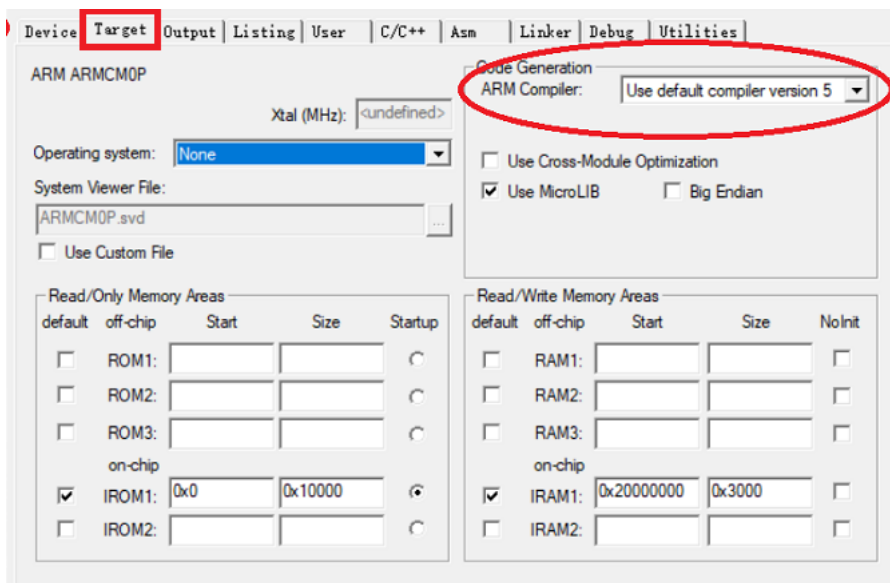 Device Target Output Listing User C/C++ Asm Linker Debug Utilities
ARM ARMCM0P
Xtal (MHz): <undefined>
Operating system: None
System Viewer File:
ARMCM0P.svd ...
Use Custom File
Code Generation
ARM Compiler: Use default compiler version 5
Use Cross-Module Optimization
Use MicroLIB Big Endian
Read/Only Memory Areas
default off-chip Start Size Startup
ROM1:
ROM2:
ROM3:
on-chip
IROM1: 0x0 0x10000
IROM2:
Read/Write Memory Areas
default off-chip Start Size NoInit
RAM1:
RAM2:
RAM3:
on-chip
IRAM1: 0x20000000 0x3000
IRAM2: